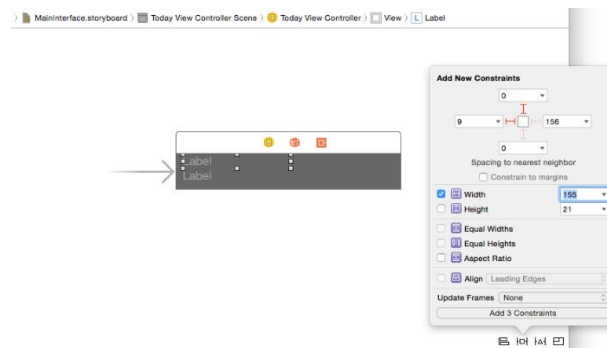 MainInterface.storyboard Today View Controller Scene Today View Controller View L Label
Add New Constraints
0
9 156
0
Spacing to nearest neighbor
Constrain to margins
Width 155
Height 21
Equal Widths
Equal Heights
Aspect Ratio
Align Leading Edges
Update Frames None
Add 3 Constraints
Label
Label